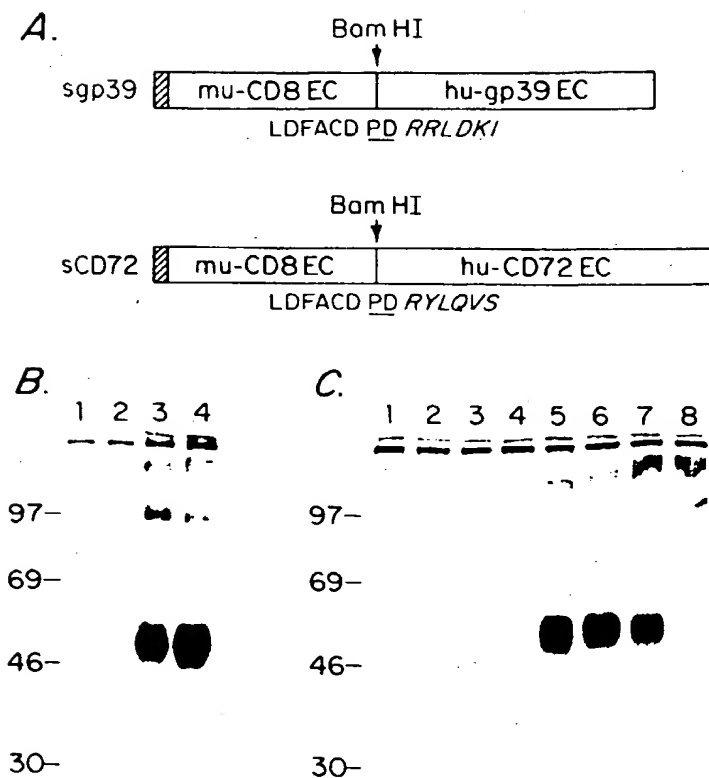 A.
Bam HI
sgp39
mu-CD8 EC
hu-gp39 EC
LDFACD PD RRLDKI
Bam HI
sCD72
mu-CD8 EC
hu-CD72 EC
LDFACD PD RYLQVS
B.
1 2 3 4
97–
69–
46–
30–
C.
1 2 3 4 5 6 7 8
97–
69–
46–
30–